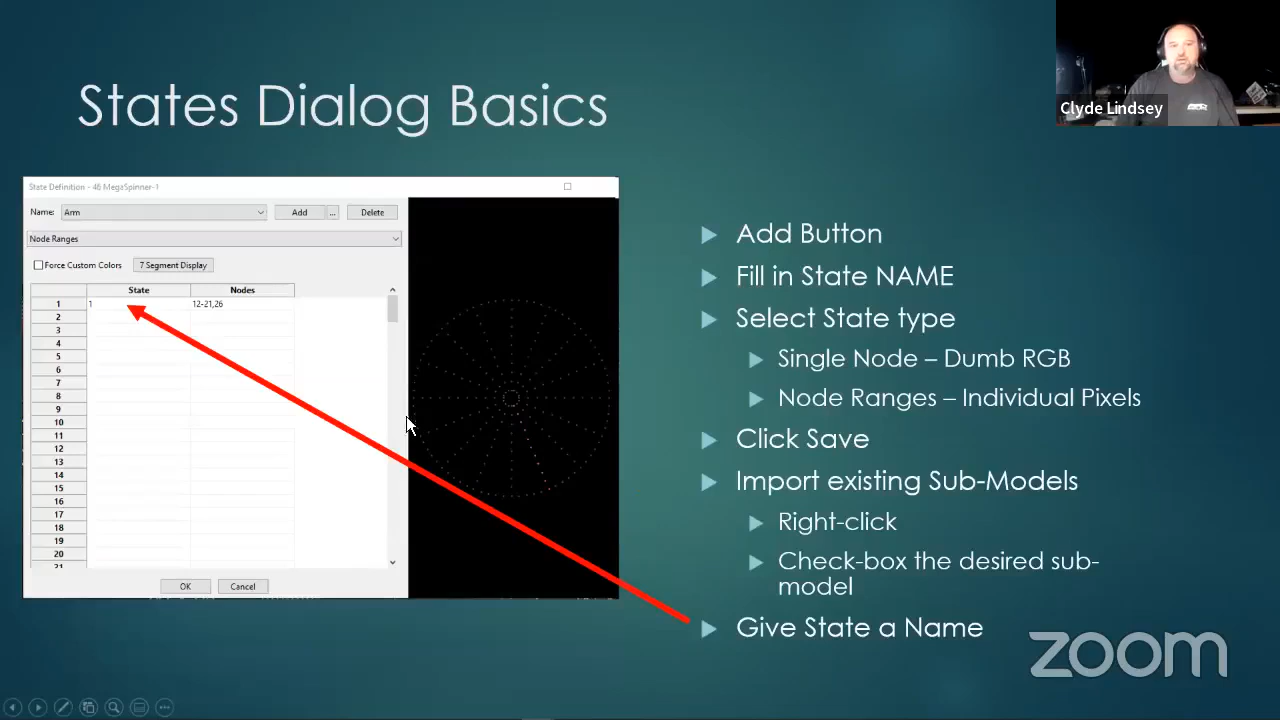 States Dialog Basics
Clyde Lindsey
State Definition - 46 MegaSpinner-1
Name: Arm Add ... Delete
Node Ranges
Force Custom Colors 7 Segment Display
State Nodes
1 1 12-21,26
2
3
4
5
6
7
8
9
10
11
12
13
14
15
16
17
18
19
20
21
OK Cancel
Add Button
Fill in State NAME
Select State type
Single Node – Dumb RGB
Node Ranges – Individual Pixels
Click Save
Import existing Sub-Models
Right-click
Check-box the desired sub-
model
Give State a Name
zoom